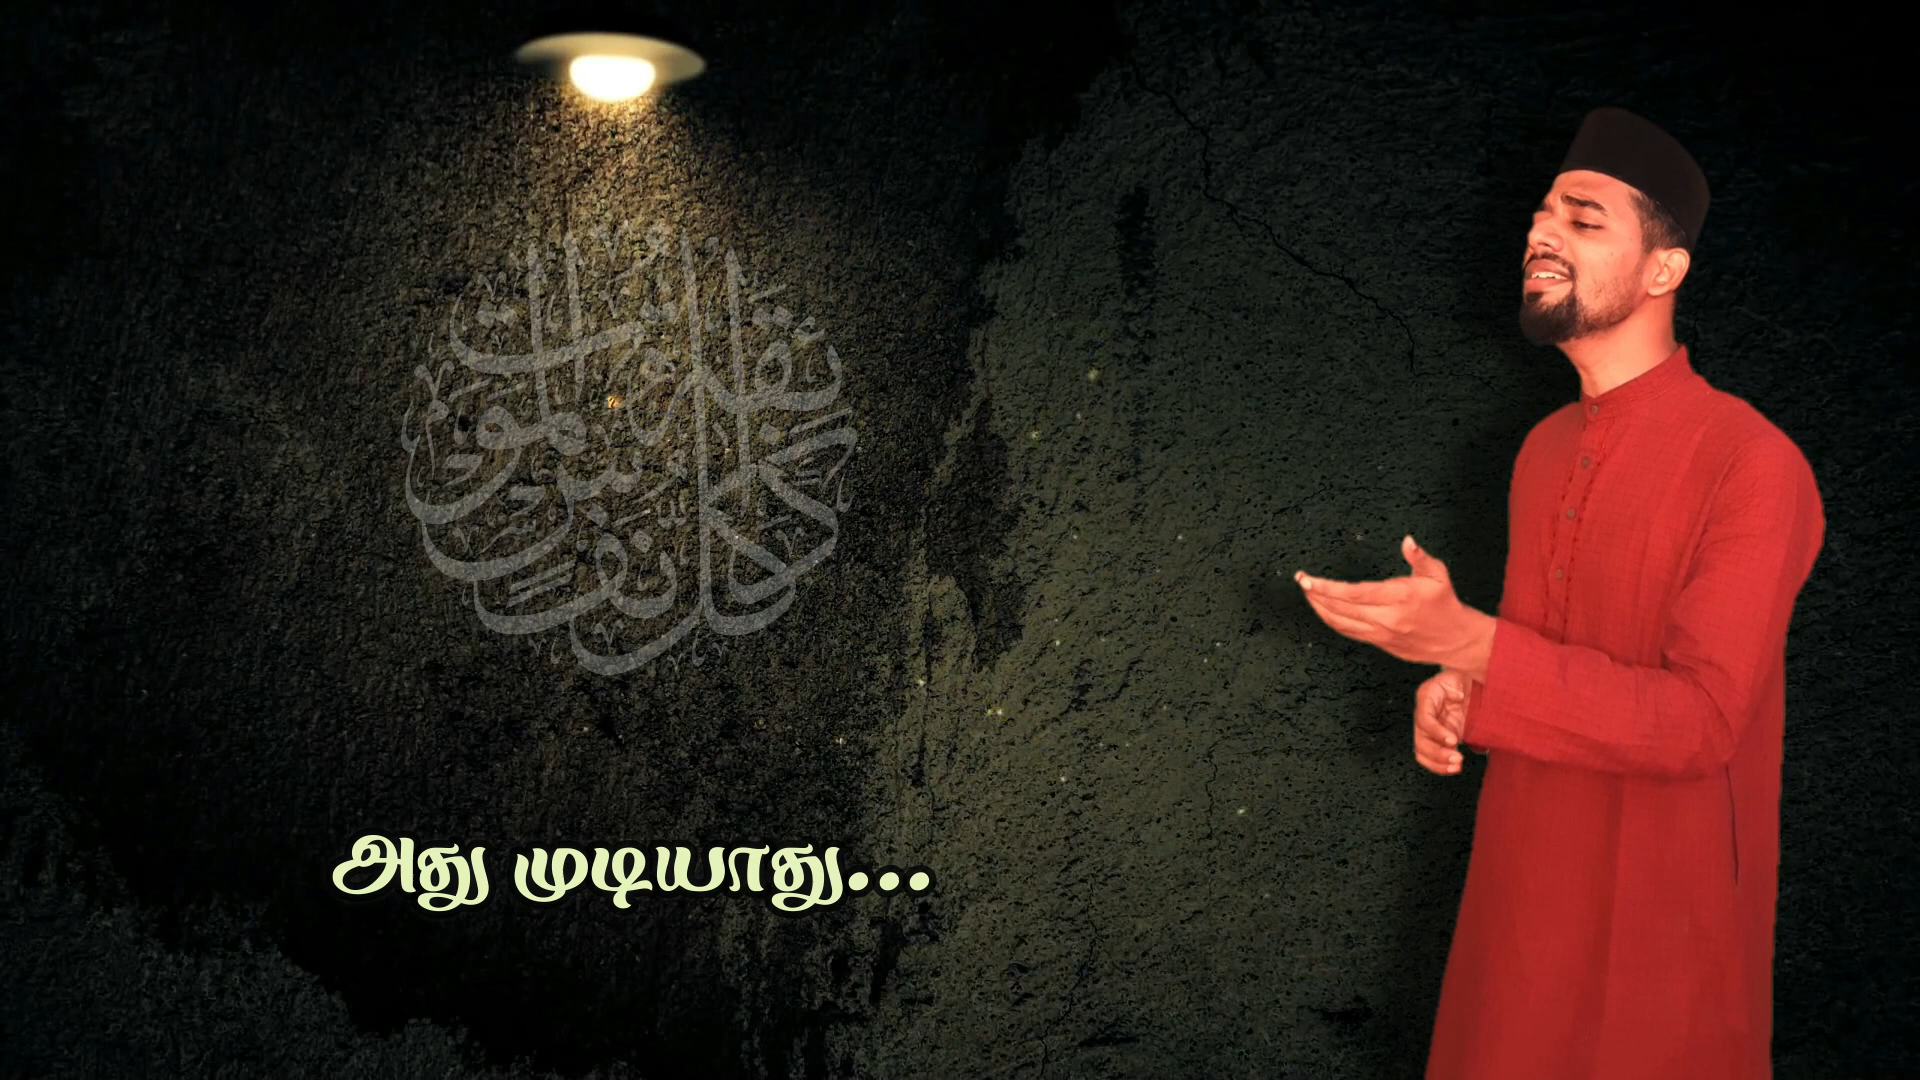 كل نفس ذائقة الموت
அது முடியாது...